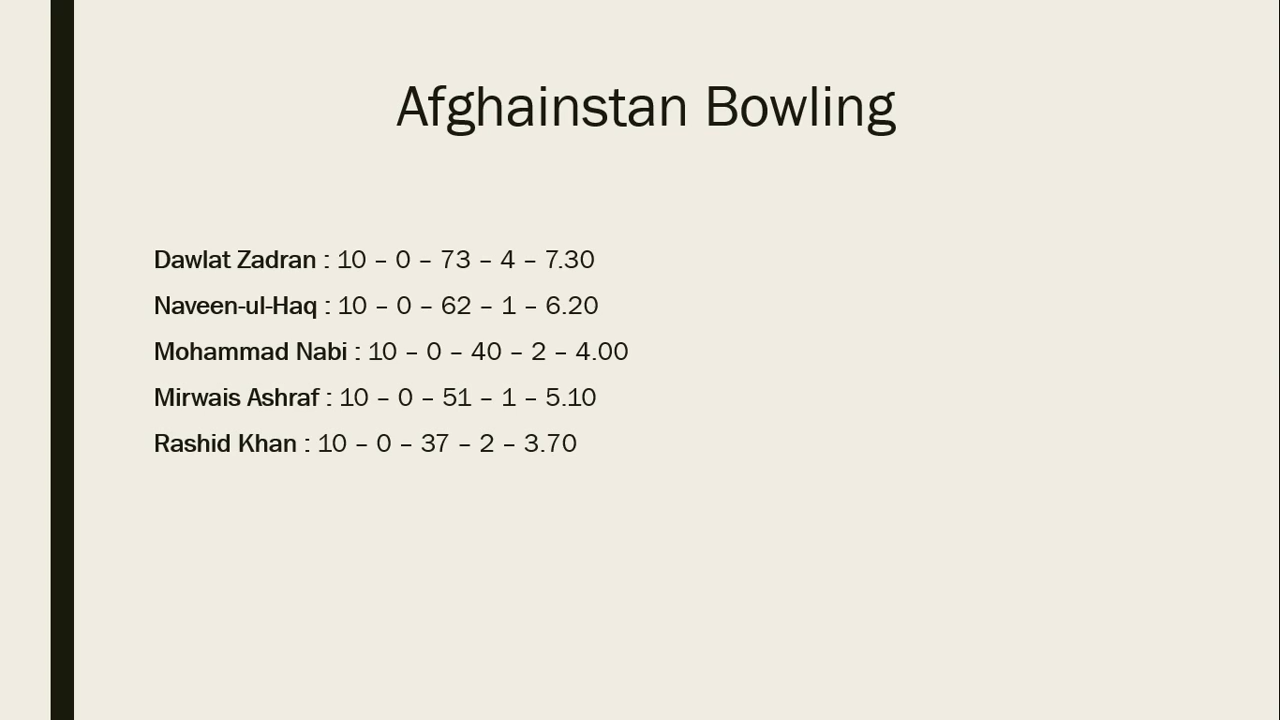 Afghainstan Bowling
Dawlat Zadran : 10 – 0 – 73 – 4 – 7.30
Naveen-ul-Haq : 10 – 0 – 62 – 1 – 6.20
Mohammad Nabi : 10 – 0 – 40 – 2 – 4.00
Mirwais Ashraf : 10 – 0 – 51 – 1 – 5.10
Rashid Khan : 10 – 0 – 37 – 2 – 3.70